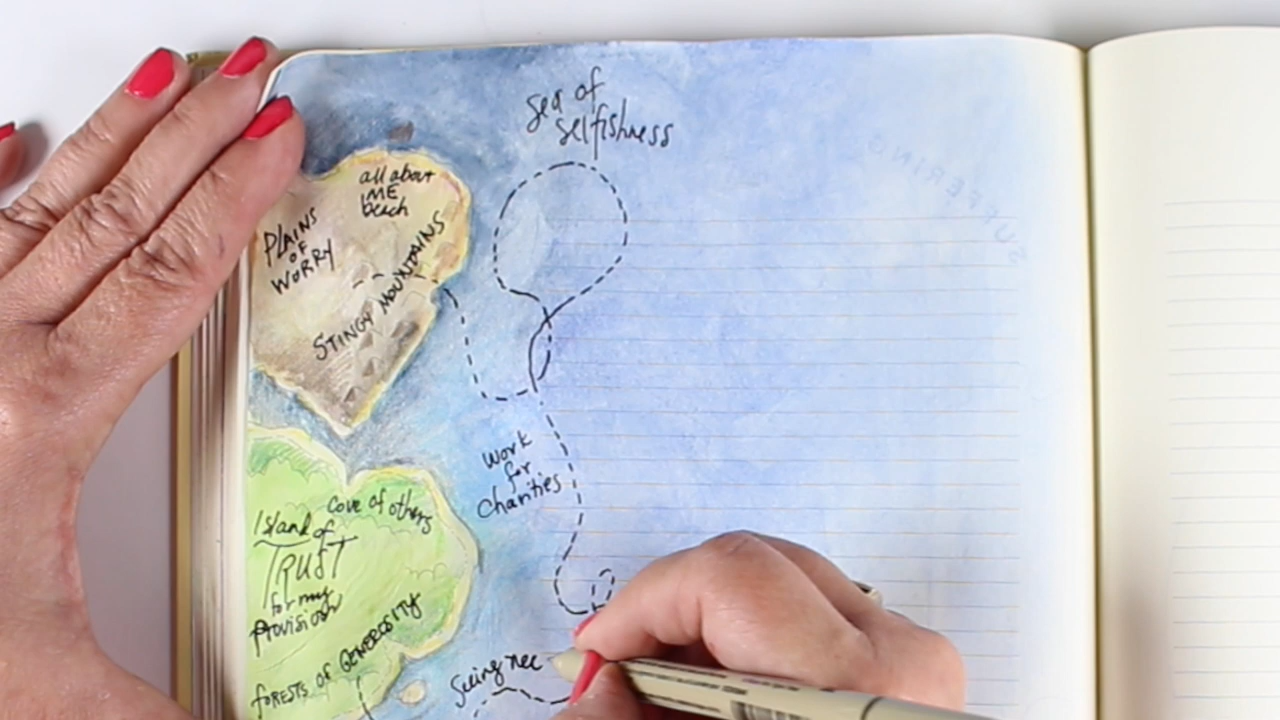 sea of
selfishness
all about
ME
beach
PLAINS
OF
WORRY
STINGY MOUNTAINS
work
for
charities
cove of others
Island of
TRUST
for my
Provision
FORESTS OF GENEROSITY
Seeing